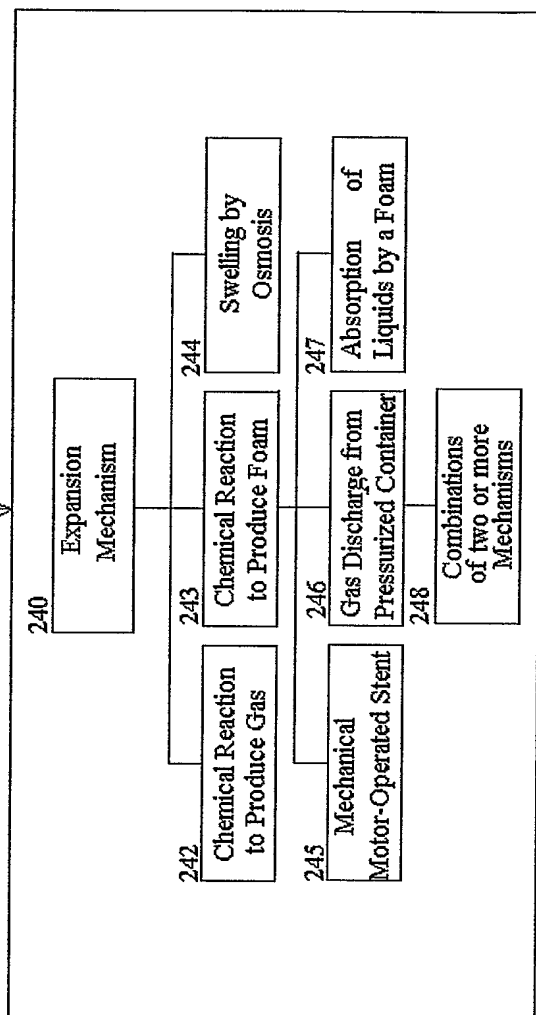 240
Expansion
Mechanism
242
Chemical Reaction
to Produce Gas
243
Chemical Reaction
to Produce Foam
244
Swelling by
Osmosis
245
Mechanical
Motor-Operated Stent
246
Gas Discharge from
Pressurized Container
247
Absorption of
Liquids by a Foam
248
Combinations
of two or more
Mechanisms